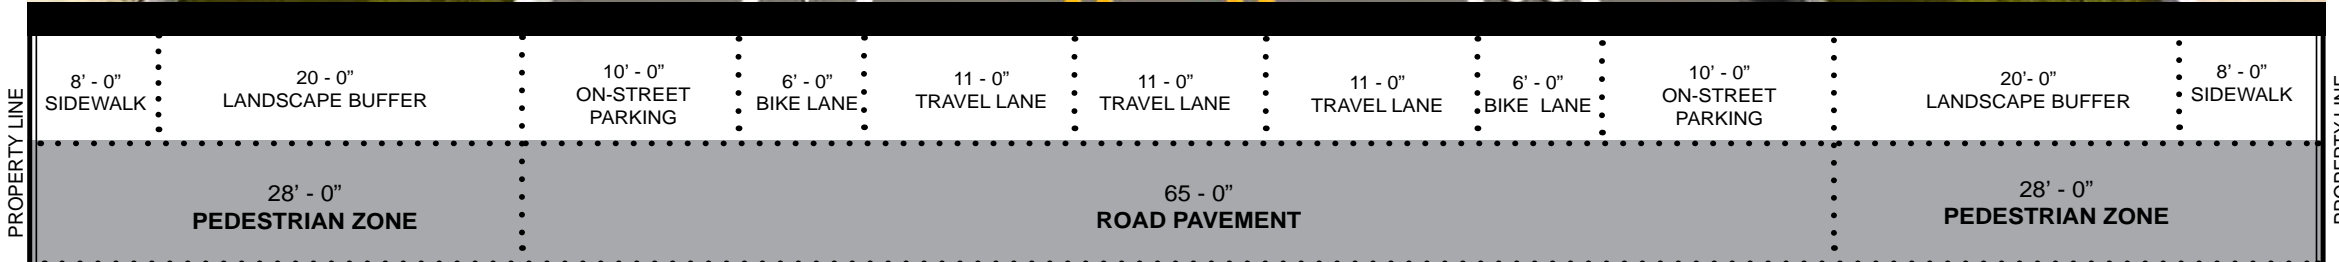 PROPERTY LINE
8’ - 0”
SIDEWALK
20 - 0”
LANDSCAPE BUFFER
10’ - 0”
ON-STREET
PARKING
6’ - 0”
BIKE LANE
11 - 0”
TRAVEL LANE
11 - 0”
TRAVEL LANE
11 - 0”
TRAVEL LANE
6’ - 0”
BIKE LANE
10’ - 0”
ON-STREET
PARKING
20’- 0”
LANDSCAPE BUFFER
8’ - 0”
SIDEWALK
28’ - 0”
PEDESTRIAN ZONE
65 - 0”
ROAD PAVEMENT
28’ - 0”
PEDESTRIAN ZONE
PROPERTY LINE